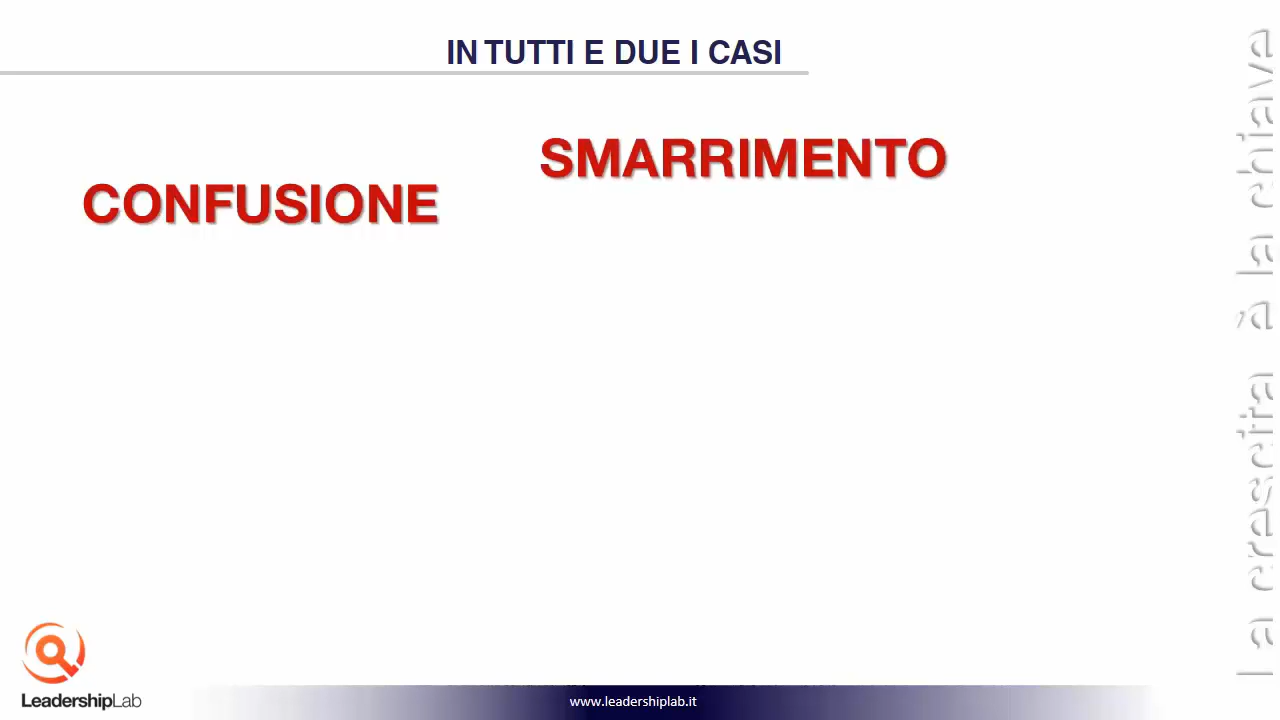 IN TUTTI E DUE I CASI
SMARRIMENTO
CONFUSIONE
La crescita è la chiave
LeadershipLab
www.leadershiplab.it